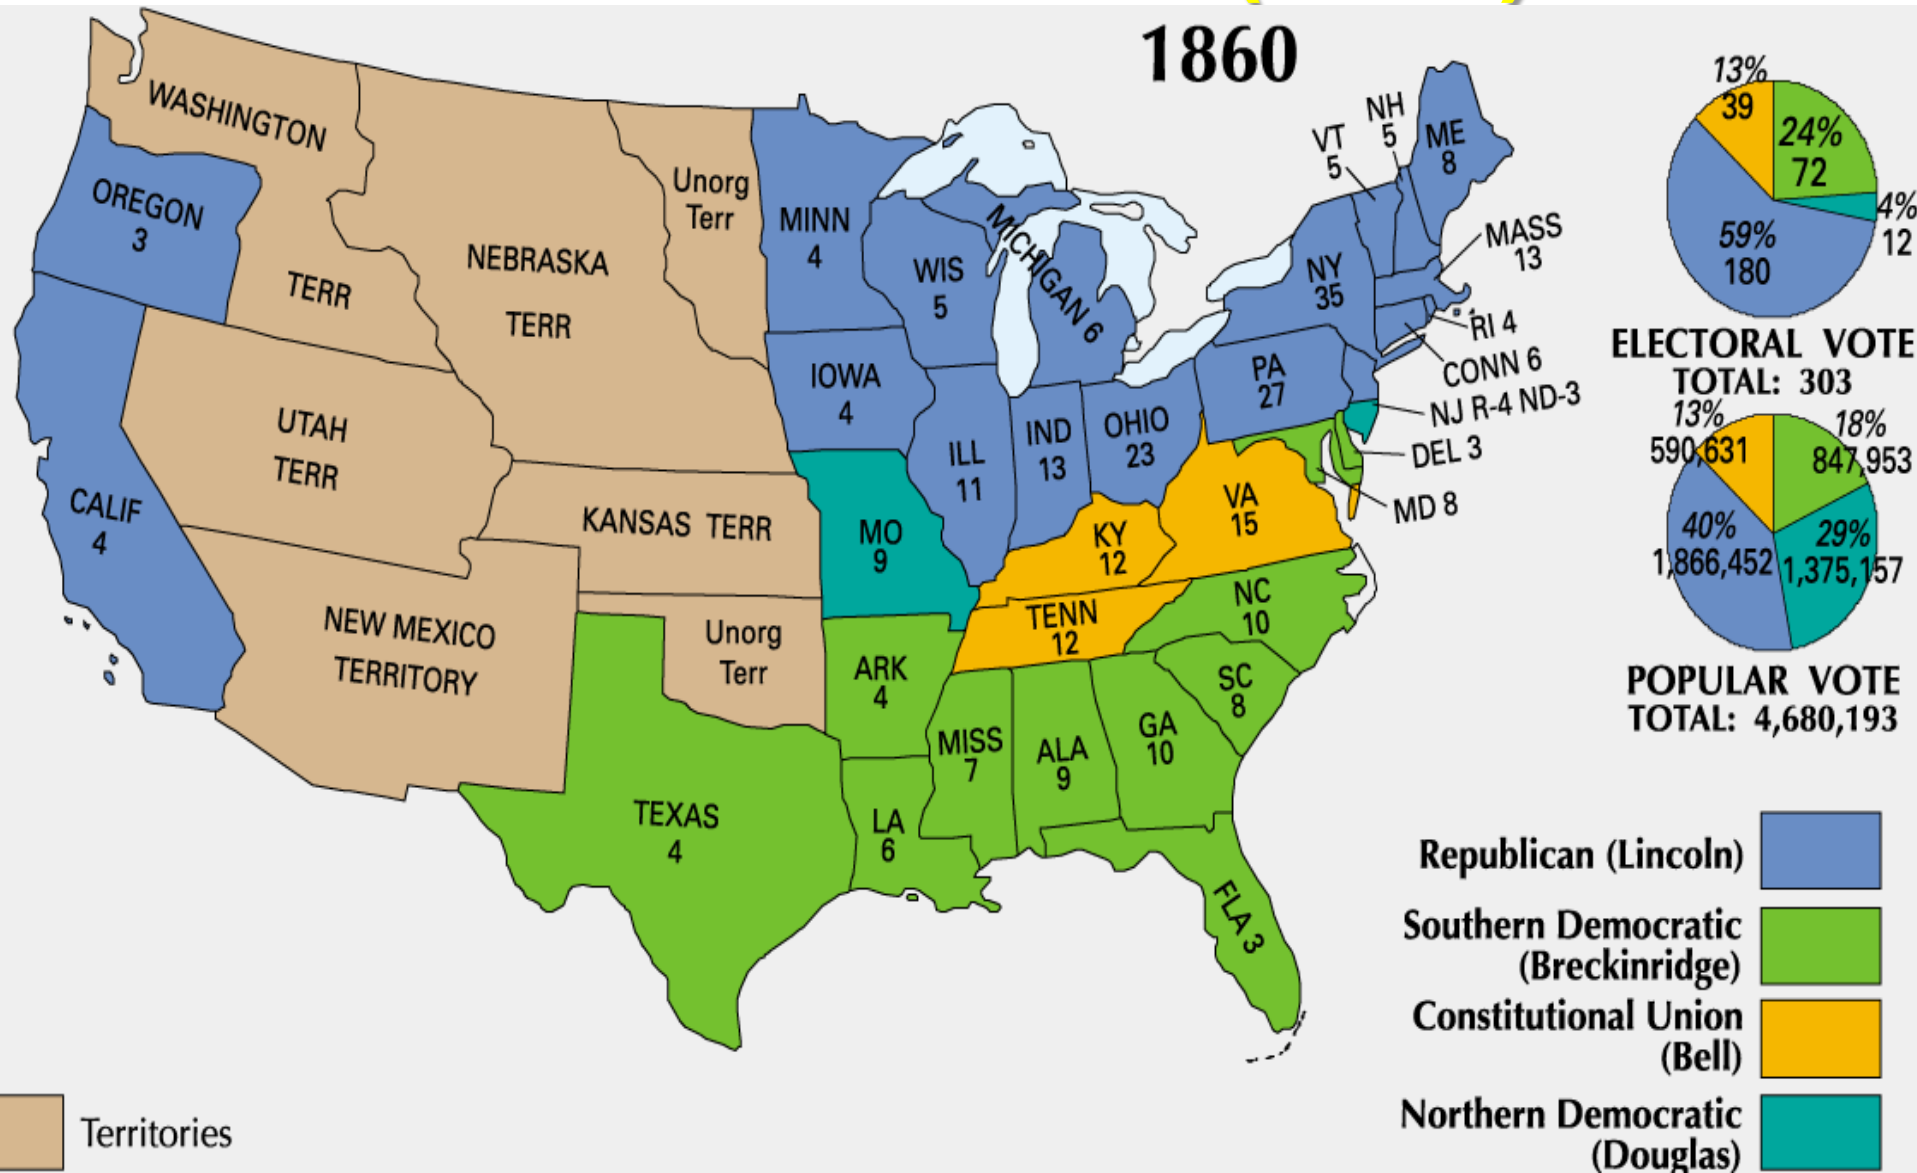 1860
WASHINGTON
TERR
OREGON
3
CALIF
4
NEBRASKA
TERR
Unorg
Terr
UTAH
TERR
KANSAS TERR
NEW MEXICO
TERRITORY
Unorg
Terr
TEXAS
4
MINN
4
IOWA
4
MO
9
ARK
4
LA
6
WIS
5
MICHIGAN 6
ILL
11
IND
13
OHIO
23
KY
12
TENN
12
MISS
7
ALA
9
GA
10
FLA 3
SC
8
NC
10
VA
15
PA
27
NY
35
VT
5
NH
5
ME
8
MASS
13
RI 4
CONN 6
NJ R-4 ND-3
DEL 3
MD 8
13%
39
24%
72
4%
12
59%
180
ELECTORAL VOTE
TOTAL: 303
13%
590,631
18%
847,953
40%
1,866,452
29%
1,375,157
POPULAR VOTE
TOTAL: 4,680,193
Republican (Lincoln)
Southern Democratic
(Breckinridge)
Constitutional Union
(Bell)
Northern Democratic
(Douglas)
Territories